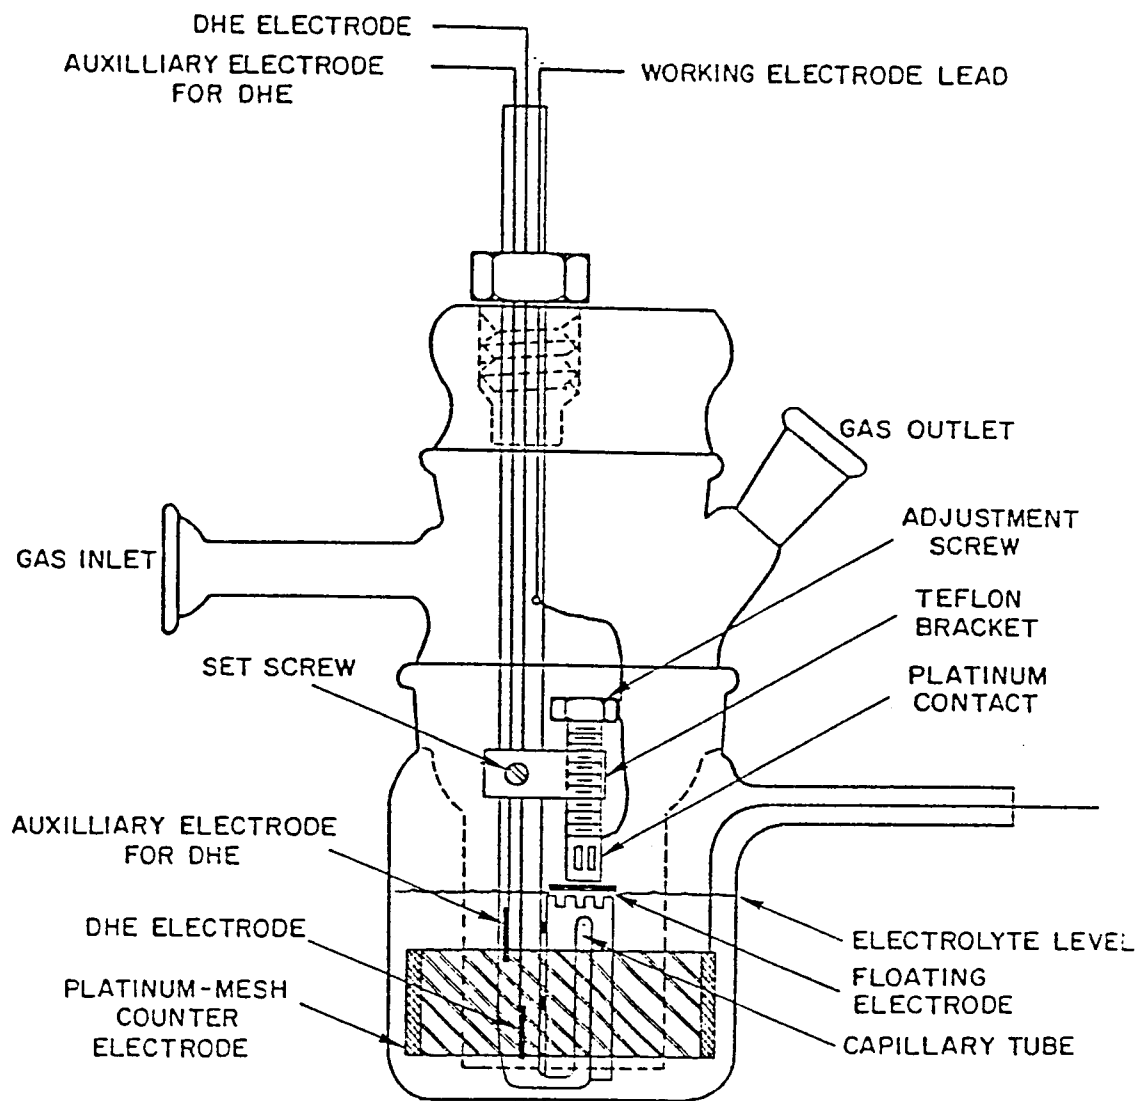 DHE ELECTRODE
AUXILLIARY ELECTRODE
FOR DHE
WORKING ELECTRODE LEAD
GAS OUTLET
GAS INLET
ADJUSTMENT
SCREW
TEFLON
BRACKET
SET SCREW
PLATINUM
CONTACT
AUXILLIARY ELECTRODE
FOR DHE
DHE ELECTRODE
ELECTROLYTE LEVEL
PLATINUM-MESH
COUNTER
ELECTRODE
FLOATING
ELECTRODE
CAPILLARY TUBE